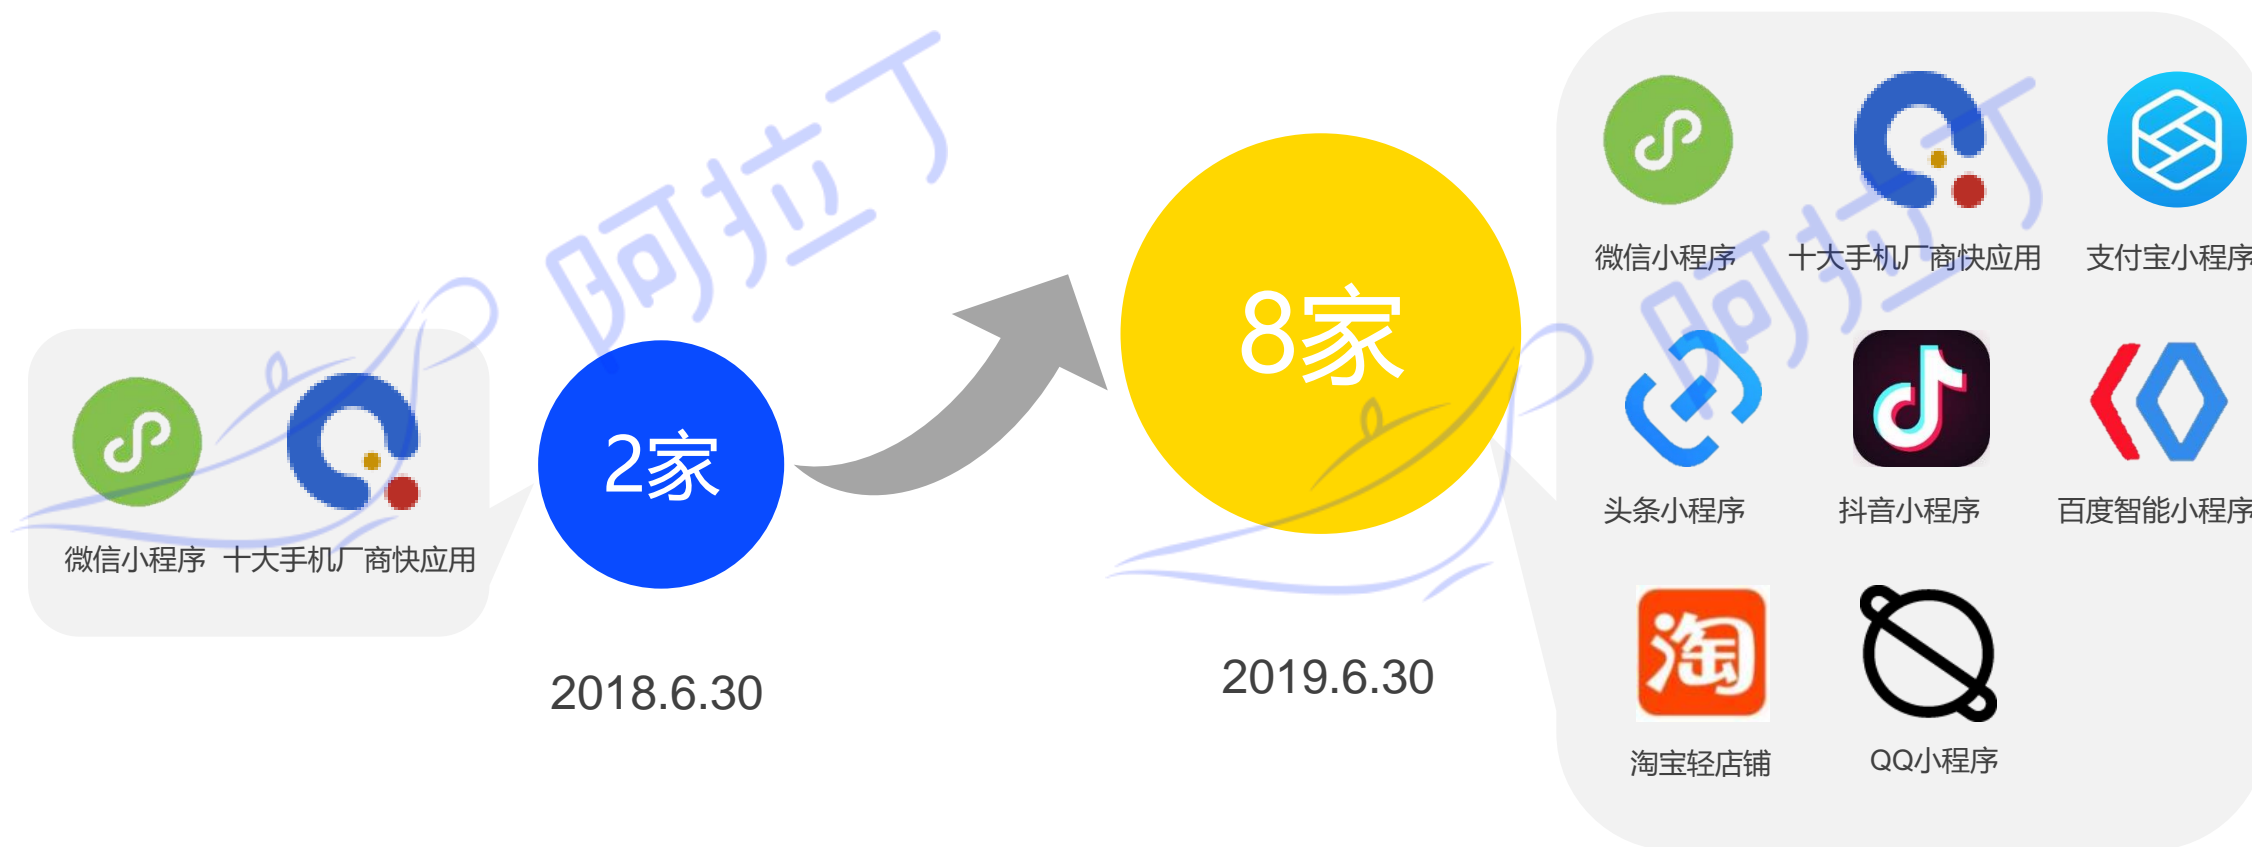 微信小程序 十大手机厂商快应用
2家
2018.6.30
8家
2019.6.30
微信小程序 十大手机厂商快应用 支付宝小程序
头条小程序 抖音小程序 百度智能小程序
淘
淘宝轻店铺 QQ小程序
阿拉丁
阿拉丁